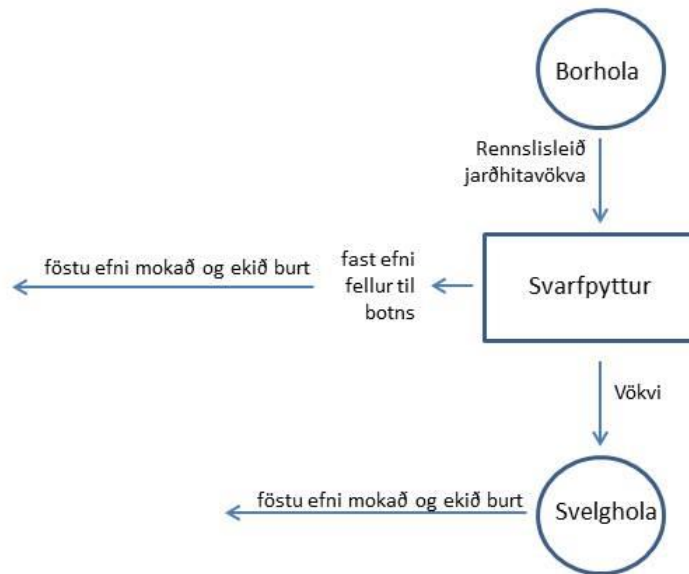 Borhola
Rennslisleið
jarðhitavökva
föstu efni mokað og ekið burt
fast efni
fellur til
botns
Svarfpyttur
Vökvi
föstu efni mokað og ekið burt
Svelghola